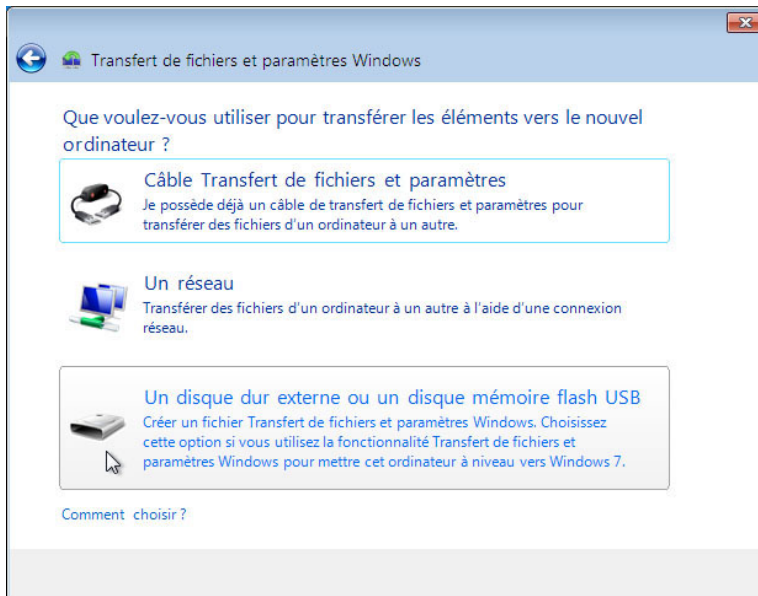 Transfert de fichiers et paramètres Windows
Que voulez-vous utiliser pour transférer les éléments vers le nouvel
ordinateur ?
Câble Transfert de fichiers et paramètres
Je possède déjà un câble de transfert de fichiers et paramètres pour
transférer des fichiers d'un ordinateur à un autre.
Un réseau
Transférer des fichiers d'un ordinateur à un autre à l'aide d'une connexion
réseau.
Un disque dur externe ou un disque mémoire flash USB
Créer un fichier Transfert de fichiers et paramètres Windows. Choisissez
cette option si vous utilisez la fonctionnalité Transfert de fichiers et
paramètres Windows pour mettre cet ordinateur à niveau vers Windows 7.
Comment choisir ?